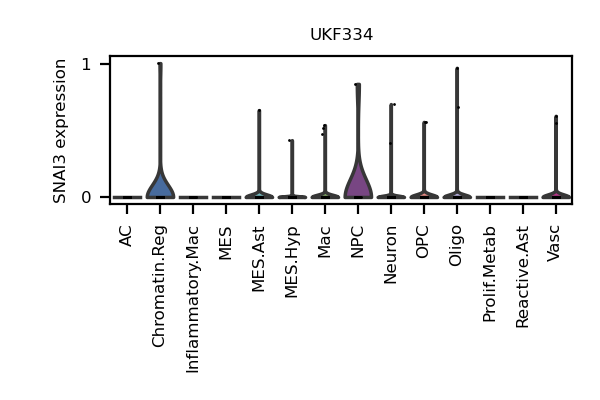 UKF334
SNAI3 expression
1
0
AC
Chromatin.Reg
Inflammatory.Mac
MES
MES.Ast
MES.Hyp
Mac
NPC
Neuron
OPC
Oligo
Prolif.Metab
Reactive.Ast
Vasc